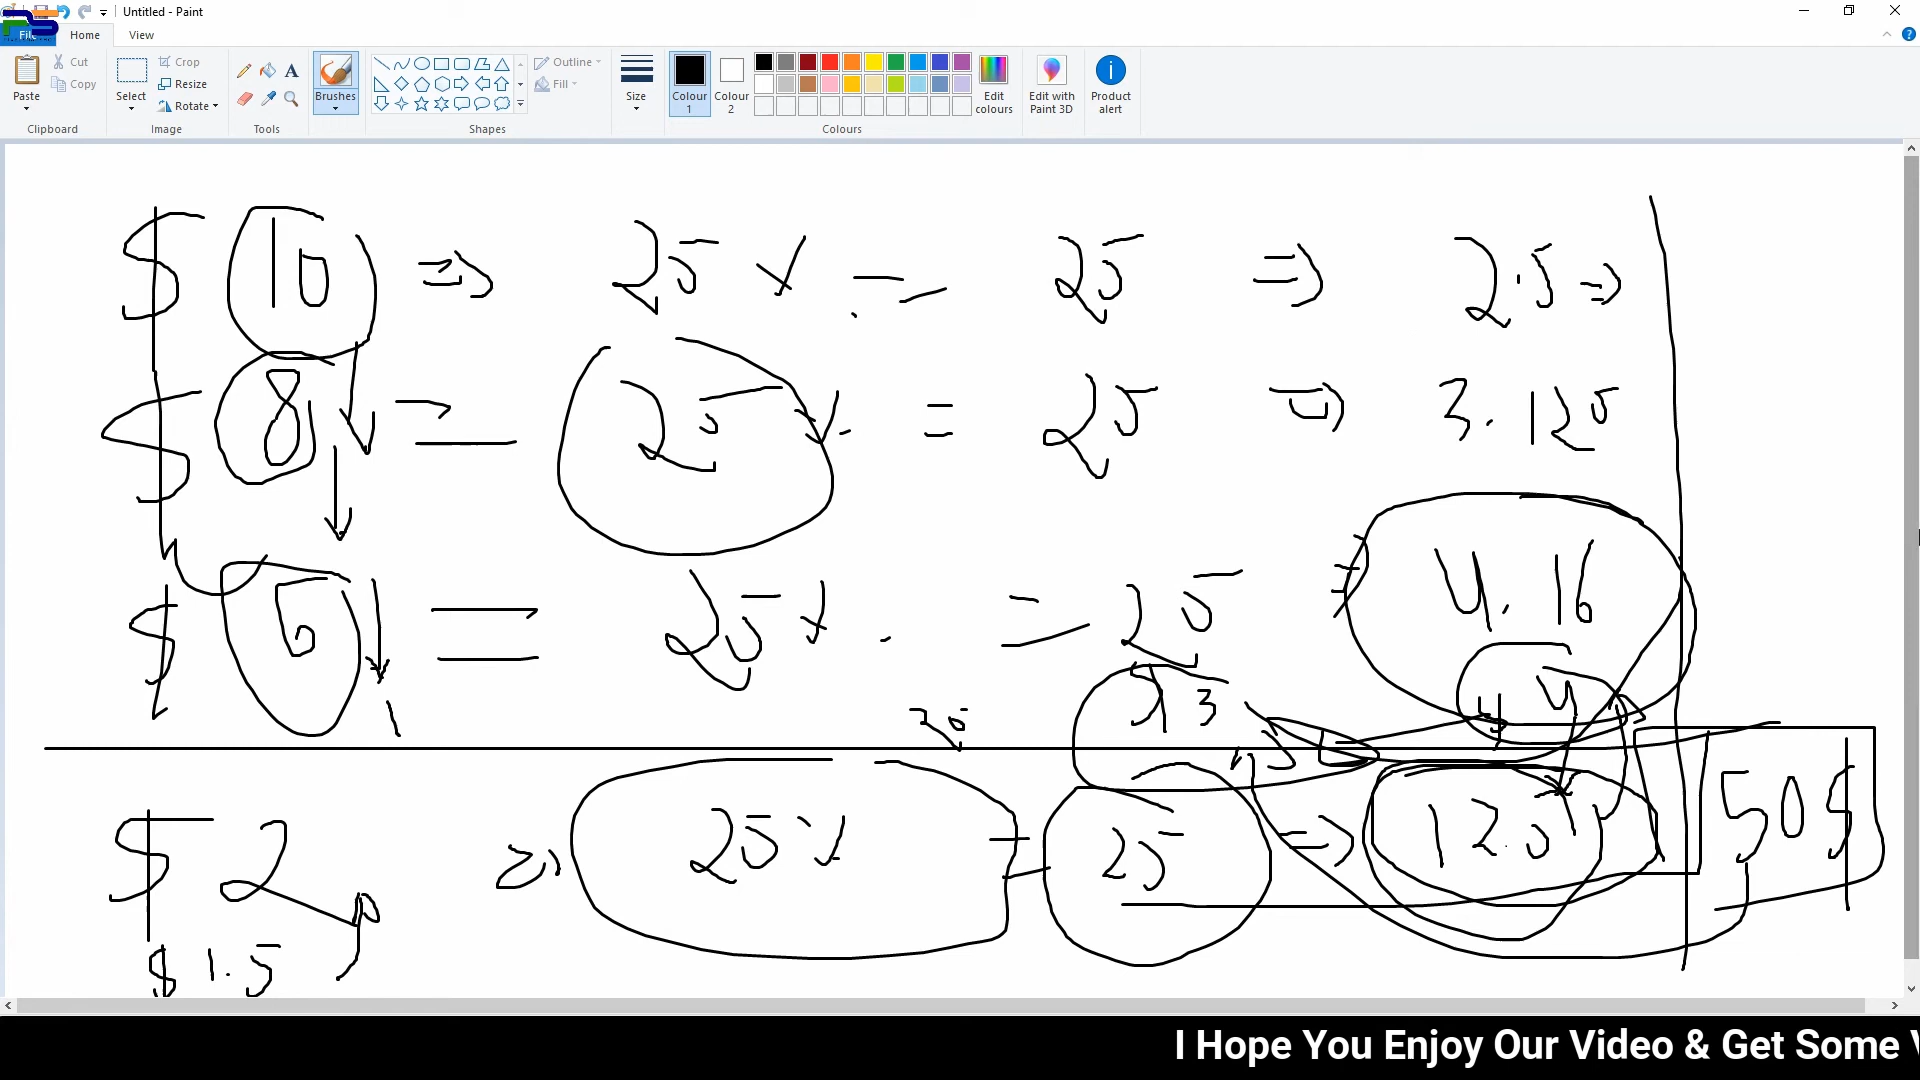 Untitled - Paint
File Home View
Paste
Cut
Copy
Clipboard
Select
Crop
Resize
Rotate
Image
Tools
Brushes
Shapes
Outline
Fill
Size
Colour 1
Colour 2
Colours
Edit colours
Edit with Paint 3D
Product alert
$ 10 => 25 % = 25 => 2.5 =>
$ 8 = 25 % = 25 => 3.125
$ 6 = 25 % = 25 4.16
$ 2 => 25 % = 25 => 12.5 50 $
$ 1.5
I Hope You Enjoy Our Video & Get Some